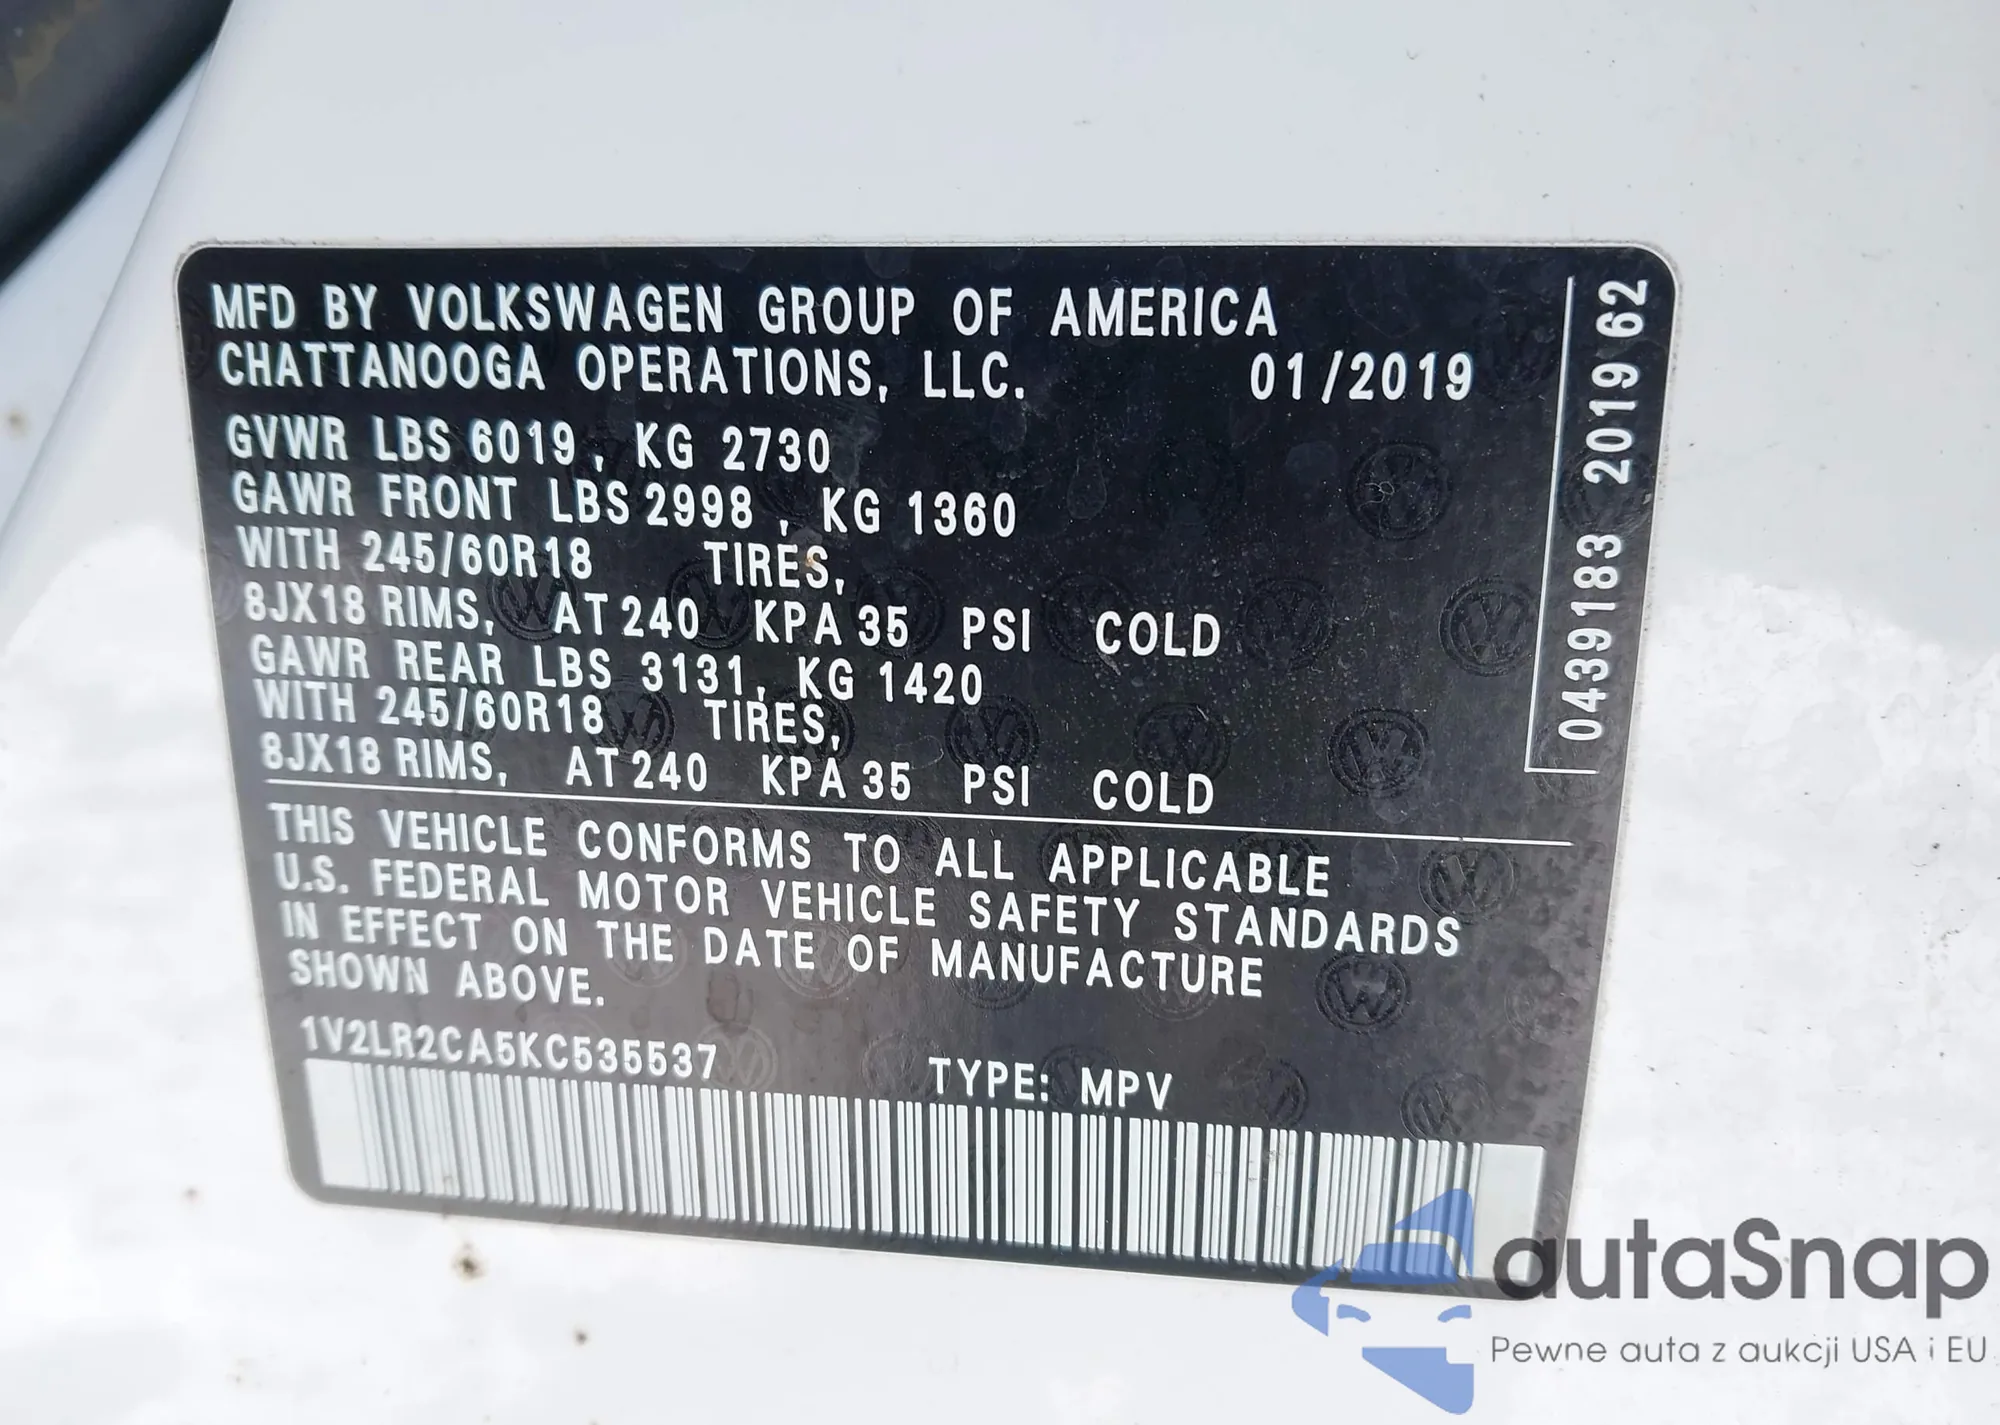 MFD BY VOLKSWAGEN GROUP OF AMERICA
CHATTANOOGA OPERATIONS, LLC. 01/2019
GVWR LBS 6019, KG 2730
GAWR FRONT LBS 2998, KG 1360
WITH 245/60R18 TIRES,
8JX18 RIMS, AT 240 KPA 35 PSI COLD
GAWR REAR LBS 3131, KG 1420
WITH 245/60R18 TIRES,
8JX18 RIMS, AT 240 KPA 35 PSI COLD
THIS VEHICLE CONFORMS TO ALL APPLICABLE
U.S. FEDERAL MOTOR VEHICLE SAFETY STANDARDS
IN EFFECT ON THE DATE OF MANUFACTURE
SHOWN ABOVE.
1V2LR2CA5KC535537 TYPE: MPV
0439183 2019 62
autaSnap
Pewne auta z aukcji USA i EU